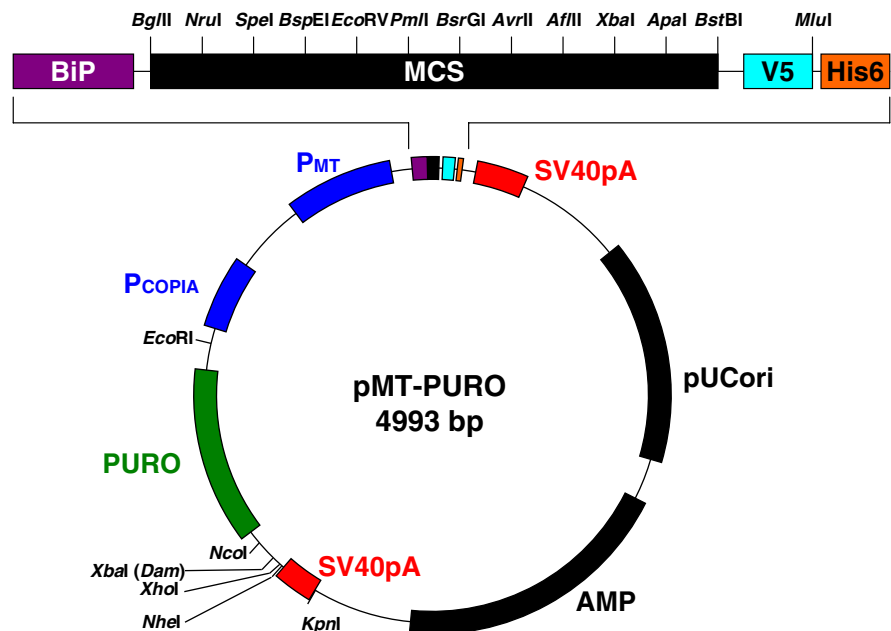 BglII NruI SpeI BspEI EcoRV PmlI BsrGI AvrII AflII XbaI ApaI BstBI MluI
BiP MCS V5 His6
PMT
SV40pA
PCOPIA
EcoRI
pMT-PURO
4993 bp
pUCori
PURO
NcoI
XbaI (Dam)
XhoI
NheI
SV40pA
KpnI
AMP